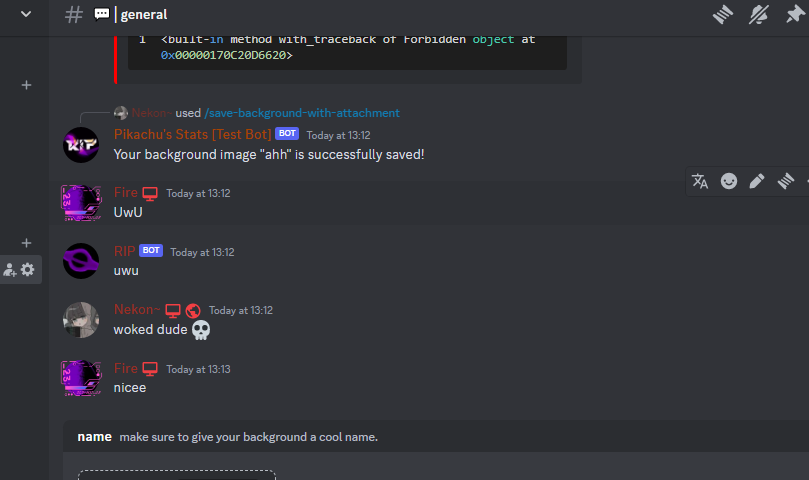 general
1 <built-in method with_traceback of Forbidden object at
0x00000170C20D6620>
Nekon~ used /save-background-with-attachment
Pikachu's Stats [Test Bot] BOT Today at 13:12
Your background image "ahh" is successfully saved!
Fire Today at 13:12
UwU
RIP BOT Today at 13:12
uwu
Nekon~ Today at 13:12
woked dude
Fire Today at 13:13
nicee
name make sure to give your background a cool name.